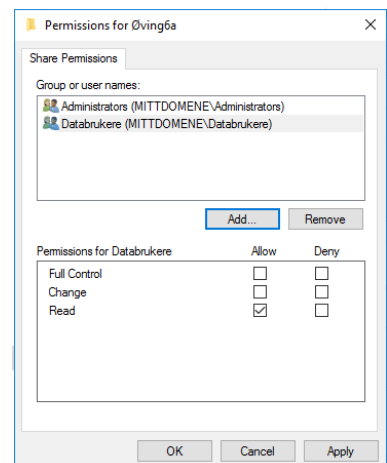 Permissions for Øving6a
Share Permissions
Group or user names:
Administrators (MITTDOMENE\Administrators)
Databrukere (MITTDOMENE\Databrukere)
Add... Remove
Permissions for Databrukere Allow Deny
Full Control
Change
Read
OK Cancel Apply